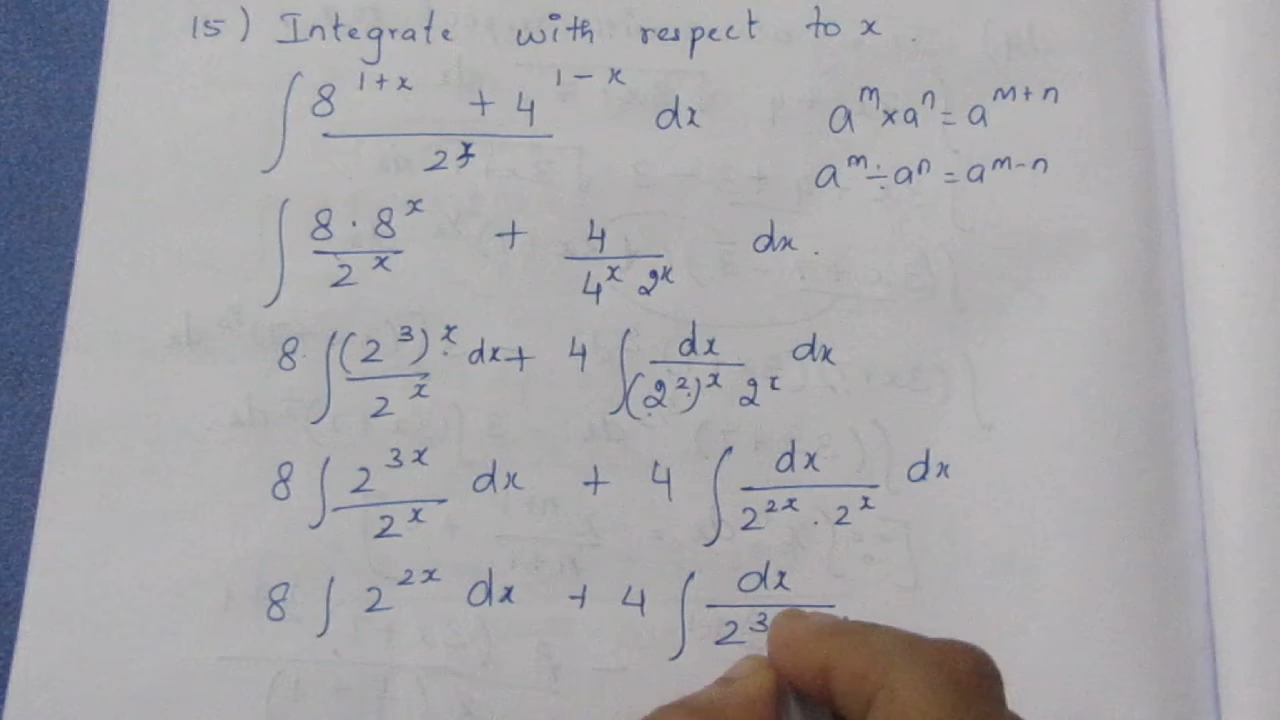 15) Integrate with respect to x.
∫ (8^(1+x) + 4^(1-x)) / 2^x dx
a^m × a^n = a^(m+n)
a^m ÷ a^n = a^(m-n)
∫ (8 · 8^x) / 2^x + 4 / (4^x 2^x) dx.
8 ∫ (2^3)^x / 2^x dx + 4 ∫ dx / ((2^2)^x 2^x) dx
8 ∫ 2^(3x) / 2^x dx + 4 ∫ dx / (2^(2x) . 2^x) dx
8 ∫ 2^(2x) dx + 4 ∫ dx / 2^3